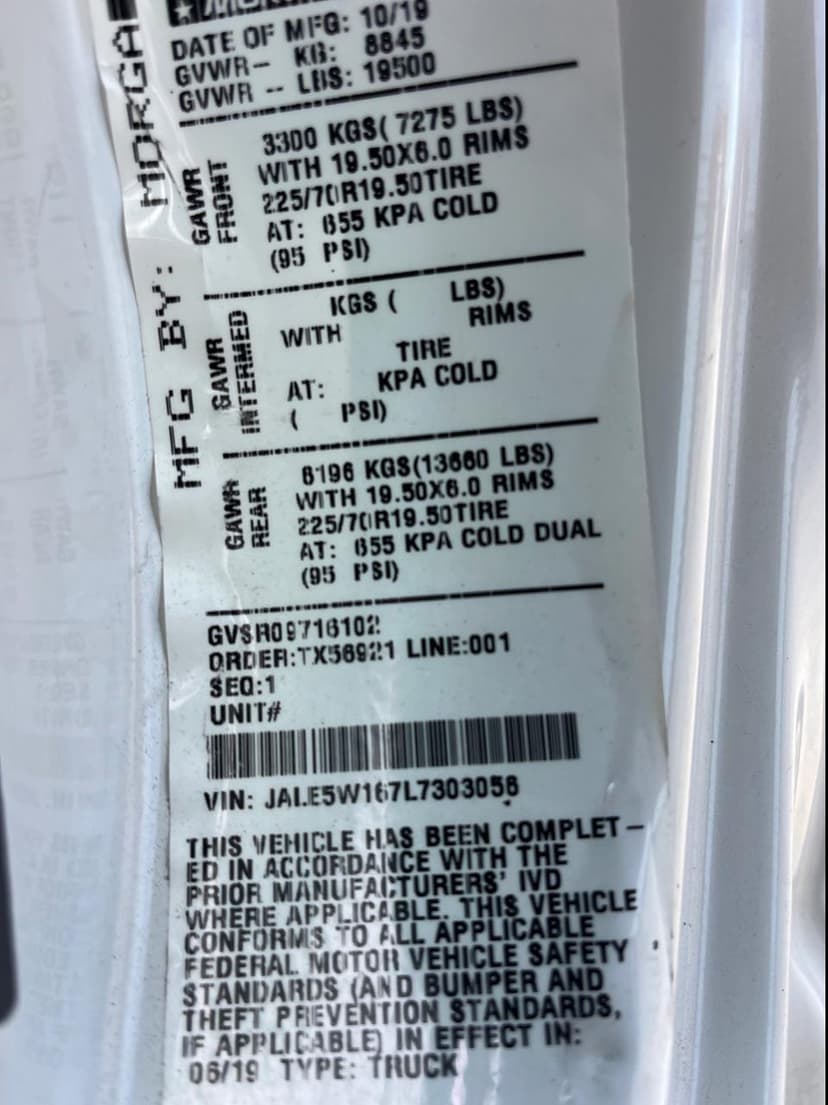 MFG BY: MORGA
DATE OF MFG: 10/19
GVWR- KG: 8845
GVWR -- LBS: 19500
GAWR FRONT
3300 KGS( 7275 LBS)
WITH 19.50X6.0 RIMS
225/70R19.50TIRE
AT: 655 KPA COLD
(95 PSI)
GAWR INTERMED
KGS ( LBS)
WITH RIMS
TIRE
AT: KPA COLD
( PSI)
GAWR REAR
6196 KGS(13660 LBS)
WITH 19.50X6.0 RIMS
225/70R19.50TIRE
AT: 655 KPA COLD DUAL
(95 PSI)
GVSR09716102
ORDER:TX56921 LINE:001
SEQ:1
UNIT#
VIN: JALE5W167L7303056
THIS VEHICLE HAS BEEN COMPLET-
ED IN ACCORDANCE WITH THE
PRIOR MANUFACTURERS' IVD
WHERE APPLICABLE. THIS VEHICLE
CONFORMS TO ALL APPLICABLE
FEDERAL MOTOR VEHICLE SAFETY
STANDARDS (AND BUMPER AND
THEFT PREVENTION STANDARDS,
IF APPLICABLE) IN EFFECT IN:
06/19 TYPE: TRUCK